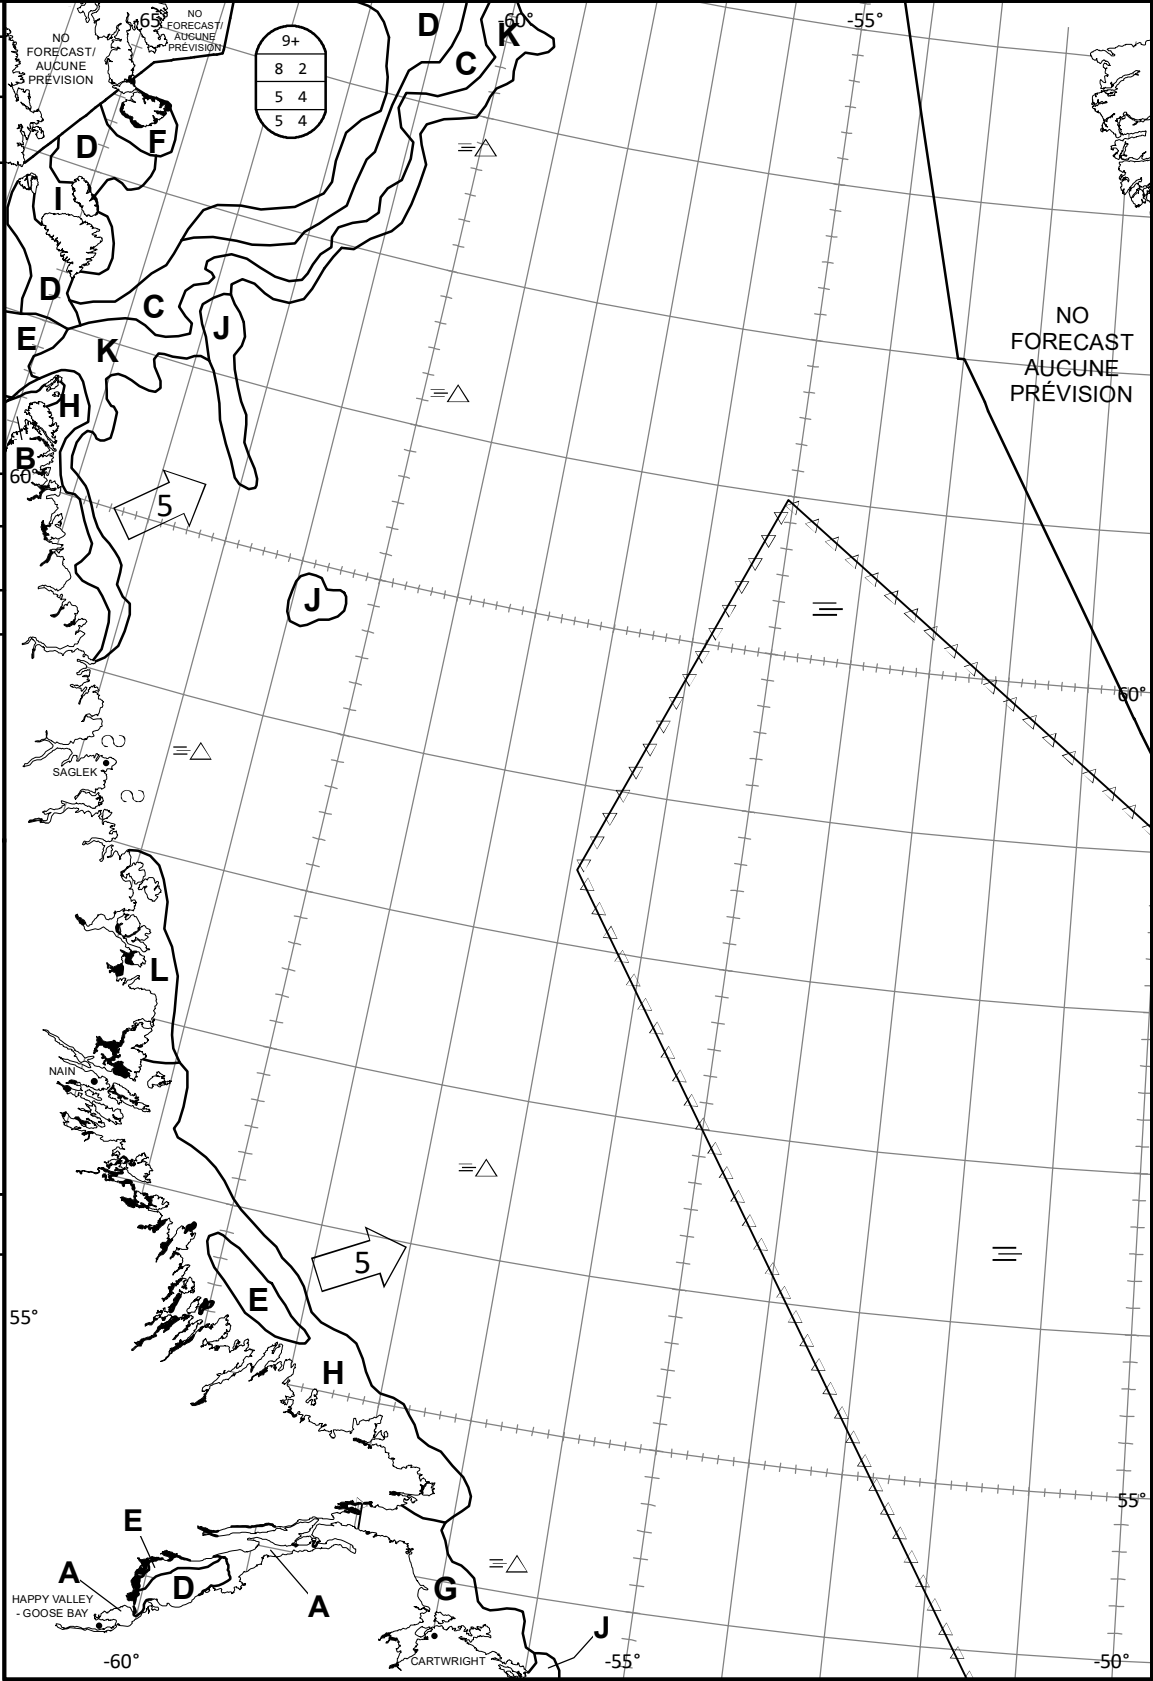 -65°
NO
FORECAST/
AUCUNE
PRÉVISION
NO
FORECAST/
AUCUNE
PRÉVISION
9+
8 2
5 4
5 4
D
-60°
K
C
-55°
D
F
I
D
C
E
K
J
H
B
60°
5
NO
FORECAST
AUCUNE
PRÉVISION
J
60°
SAGLEK
L
NAIN
E
5
55°
H
55°
E
A
D
HAPPY VALLEY
- GOOSE BAY
A
G
J
CARTWRIGHT
-60°
-55°
-50°